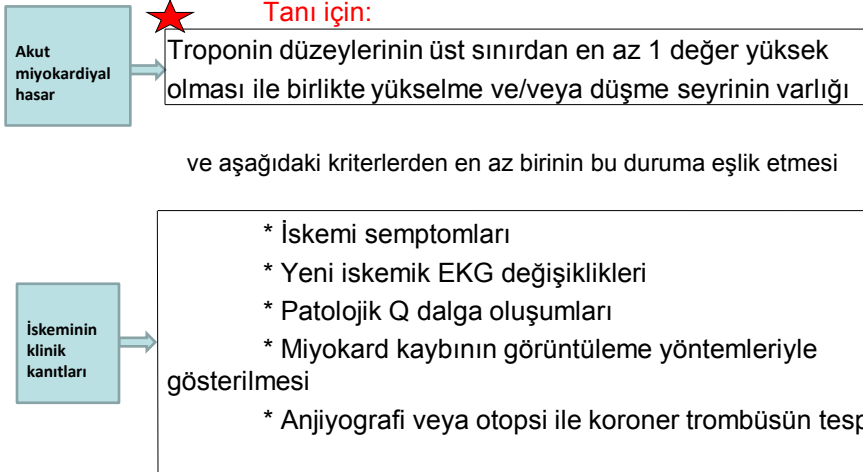 Tanı için:
Akut
miyokardiyal
hasar
Troponin düzeylerinin üst sınırdan en az 1 değer yüksek
olması ile birlikte yükselme ve/veya düşme seyrinin varlığı
ve aşağıdaki kriterlerden en az birinin bu duruma eşlik etmesi
İskeminin
klinik
kanıtları
* İskemi semptomları
* Yeni iskemik EKG değişiklikleri
* Patolojik Q dalga oluşumları
* Miyokard kaybının görüntüleme yöntemleriyle
gösterilmesi
* Anjiyografi veya otopsi ile koroner trombüsün